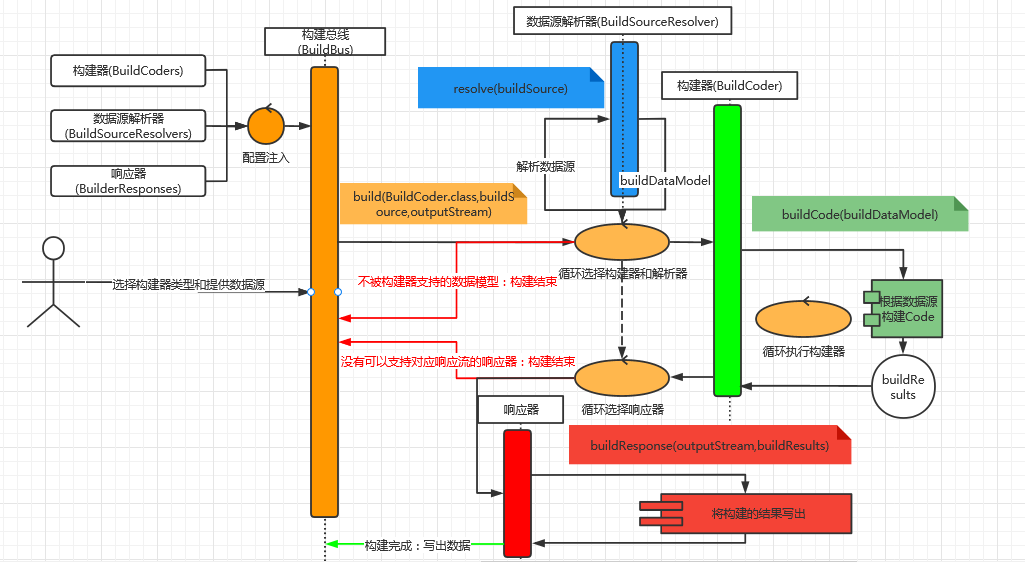 构建总线
(BuildBus)
数据源解析器(BuildSourceResolver)
构建器(BuildCoders)
resolve(buildSource)
构建器(BuildCoder)
数据源解析器
(BuildSourceResolvers)
配置注入
响应器
(BuilderResponses)
解析数据源
buildDataModel
build(BuildCoder.class,buildS
ource,outputStream)
buildCode(buildDataModel)
循环选择构建器和解析器
不被构建器支持的数据模型：构建结束
选择构建器类型和提供数据源
根据数据源
构建Code
循环执行构建器
没有可以支持对应响应流的响应器：构建结束
buildRe
sults
循环选择响应器
响应器
buildResponse(outputStream,buildResults)
将构建的结果写出
构建完成：写出数据